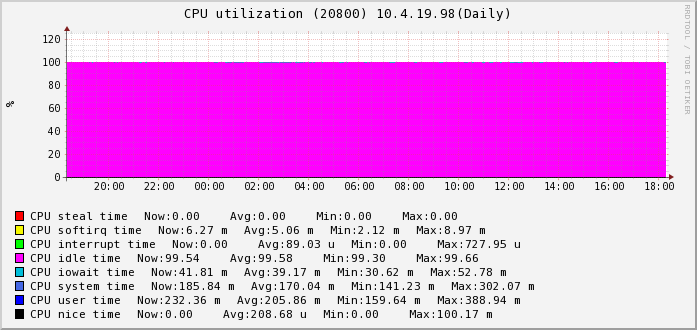 CPU utilization (20800) 10.4.19.98(Daily)
RRDTOOL / TOBI OETIKER
120
100
80
60
40
20
0
%
20:00 22:00 00:00 02:00 04:00 06:00 08:00 10:00 12:00 14:00 16:00 18:00
CPU steal time Now:0.00 Avg:0.00 Min:0.00 Max:0.00
CPU softirq time Now:6.27 m Avg:5.06 m Min:2.12 m Max:8.97 m
CPU interrupt time Now:0.00 Avg:89.03 u Min:0.00 Max:727.95 u
CPU idle time Now:99.54 Avg:99.58 Min:99.30 Max:99.66
CPU iowait time Now:41.81 m Avg:39.17 m Min:30.62 m Max:52.78 m
CPU system time Now:185.84 m Avg:170.04 m Min:141.23 m Max:302.07 m
CPU user time Now:232.36 m Avg:205.86 m Min:159.64 m Max:388.94 m
CPU nice time Now:0.00 Avg:208.68 u Min:0.00 Max:100.17 m